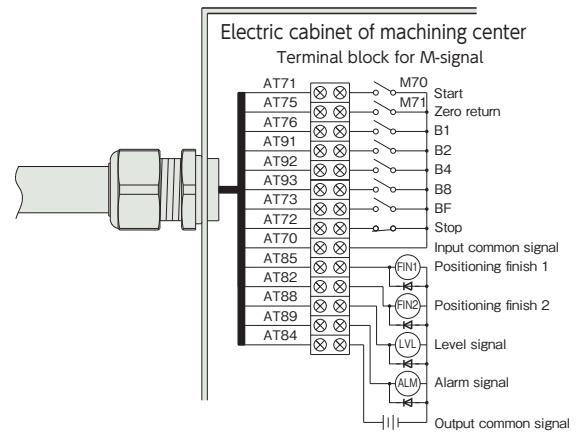 Electric cabinet of machining center
Terminal block for M-signal
AT71 M70 Start
AT75 M71 Zero return
AT76 B1
AT91 B2
AT92 B4
AT93 B8
AT73 BF
AT72 Stop
AT70 Input common signal
AT85 FIN1 Positioning finish 1
AT82 FIN2 Positioning finish 2
AT88 LVL Level signal
AT89 ALM Alarm signal
AT84 Output common signal